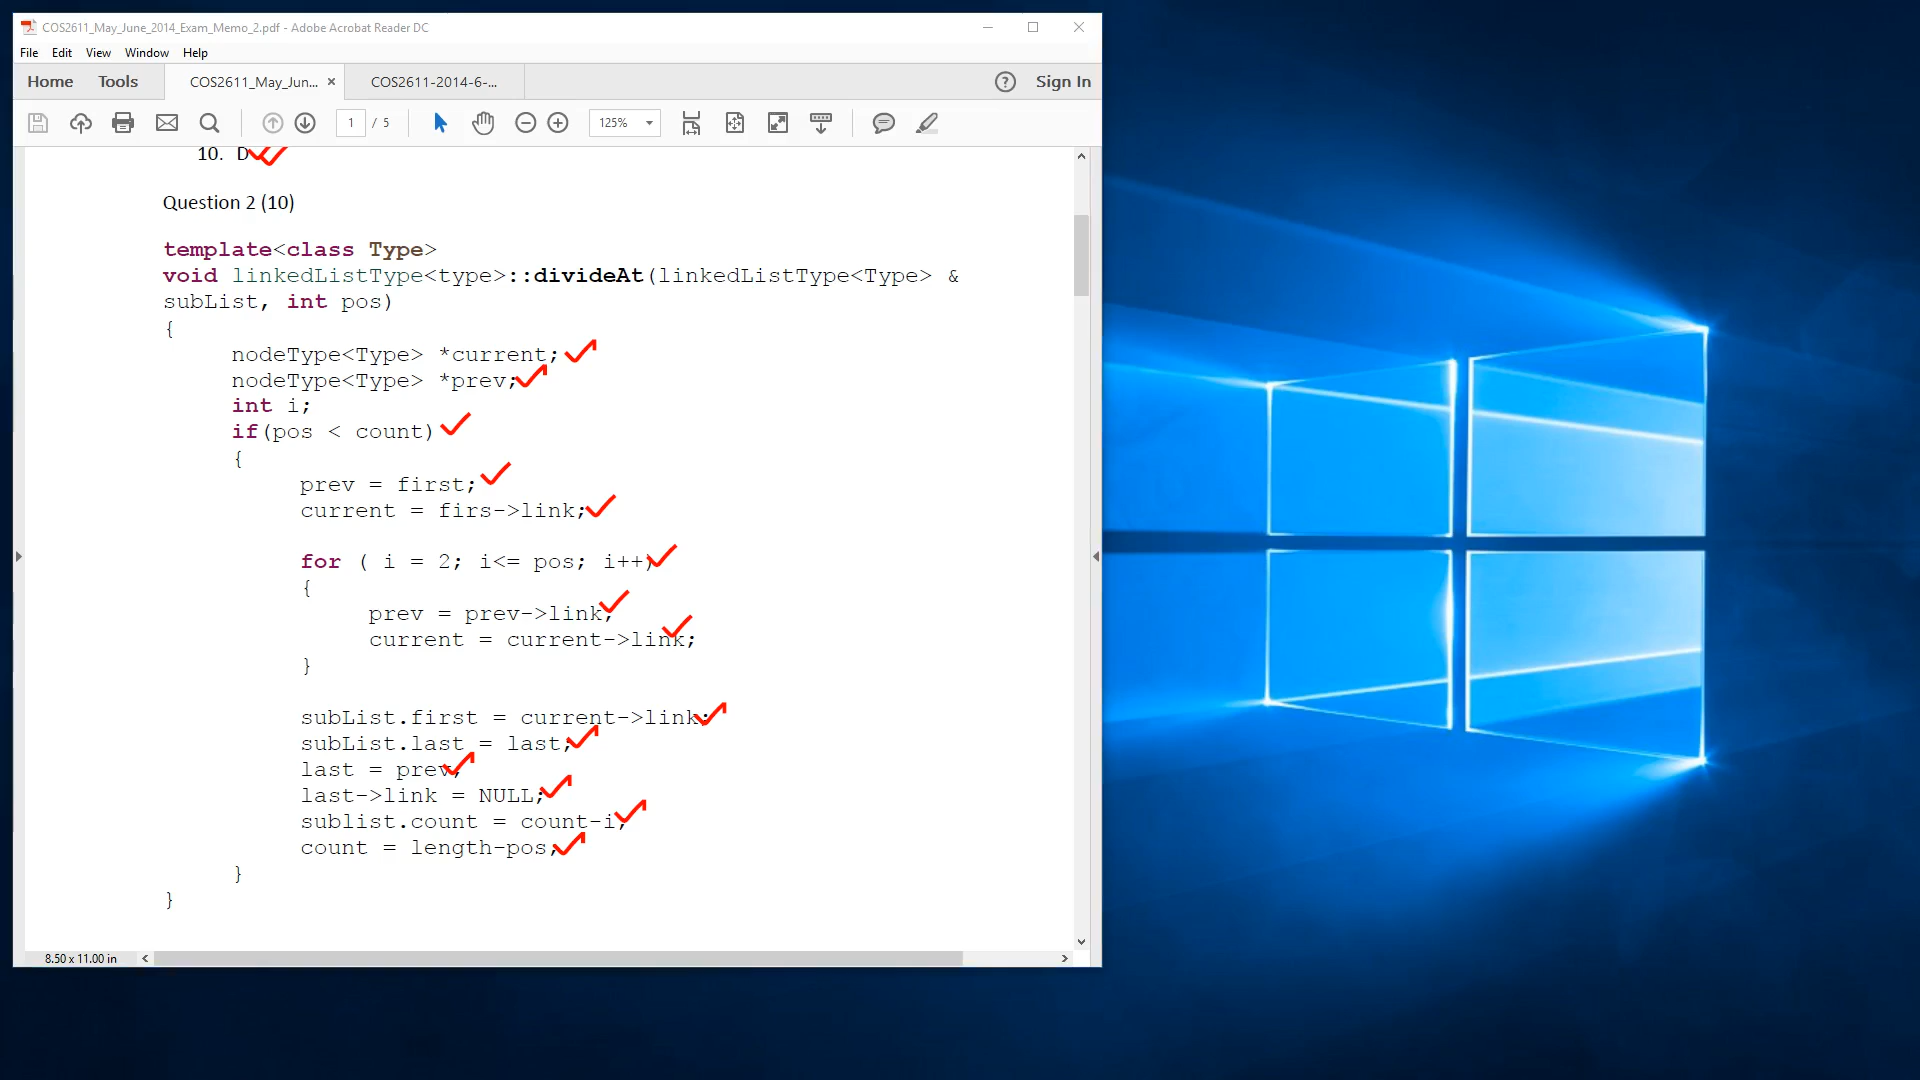 COS2611_May_June_2014_Exam_Memo_2.pdf - Adobe Acrobat Reader DC
File Edit View Window Help
Home Tools COS2611_May_Jun... × COS2611-2014-6-... ? Sign In
1 / 5 125%
10. D
Question 2 (10)
template<class Type>
void linkedListType<type>::divideAt(linkedListType<Type> &
subList, int pos)
{
nodeType<Type> *current;
nodeType<Type> *prev;
int i;
if(pos < count)
{
prev = first;
current = firs->link;
for ( i = 2; i<= pos; i++)
{
prev = prev->link;
current = current->link;
}
subList.first = current->link;
subList.last = last;
last = prev;
last->link = NULL;
sublist.count = count-i;
count = length-pos;
}
}
8.50 x 11.00 in